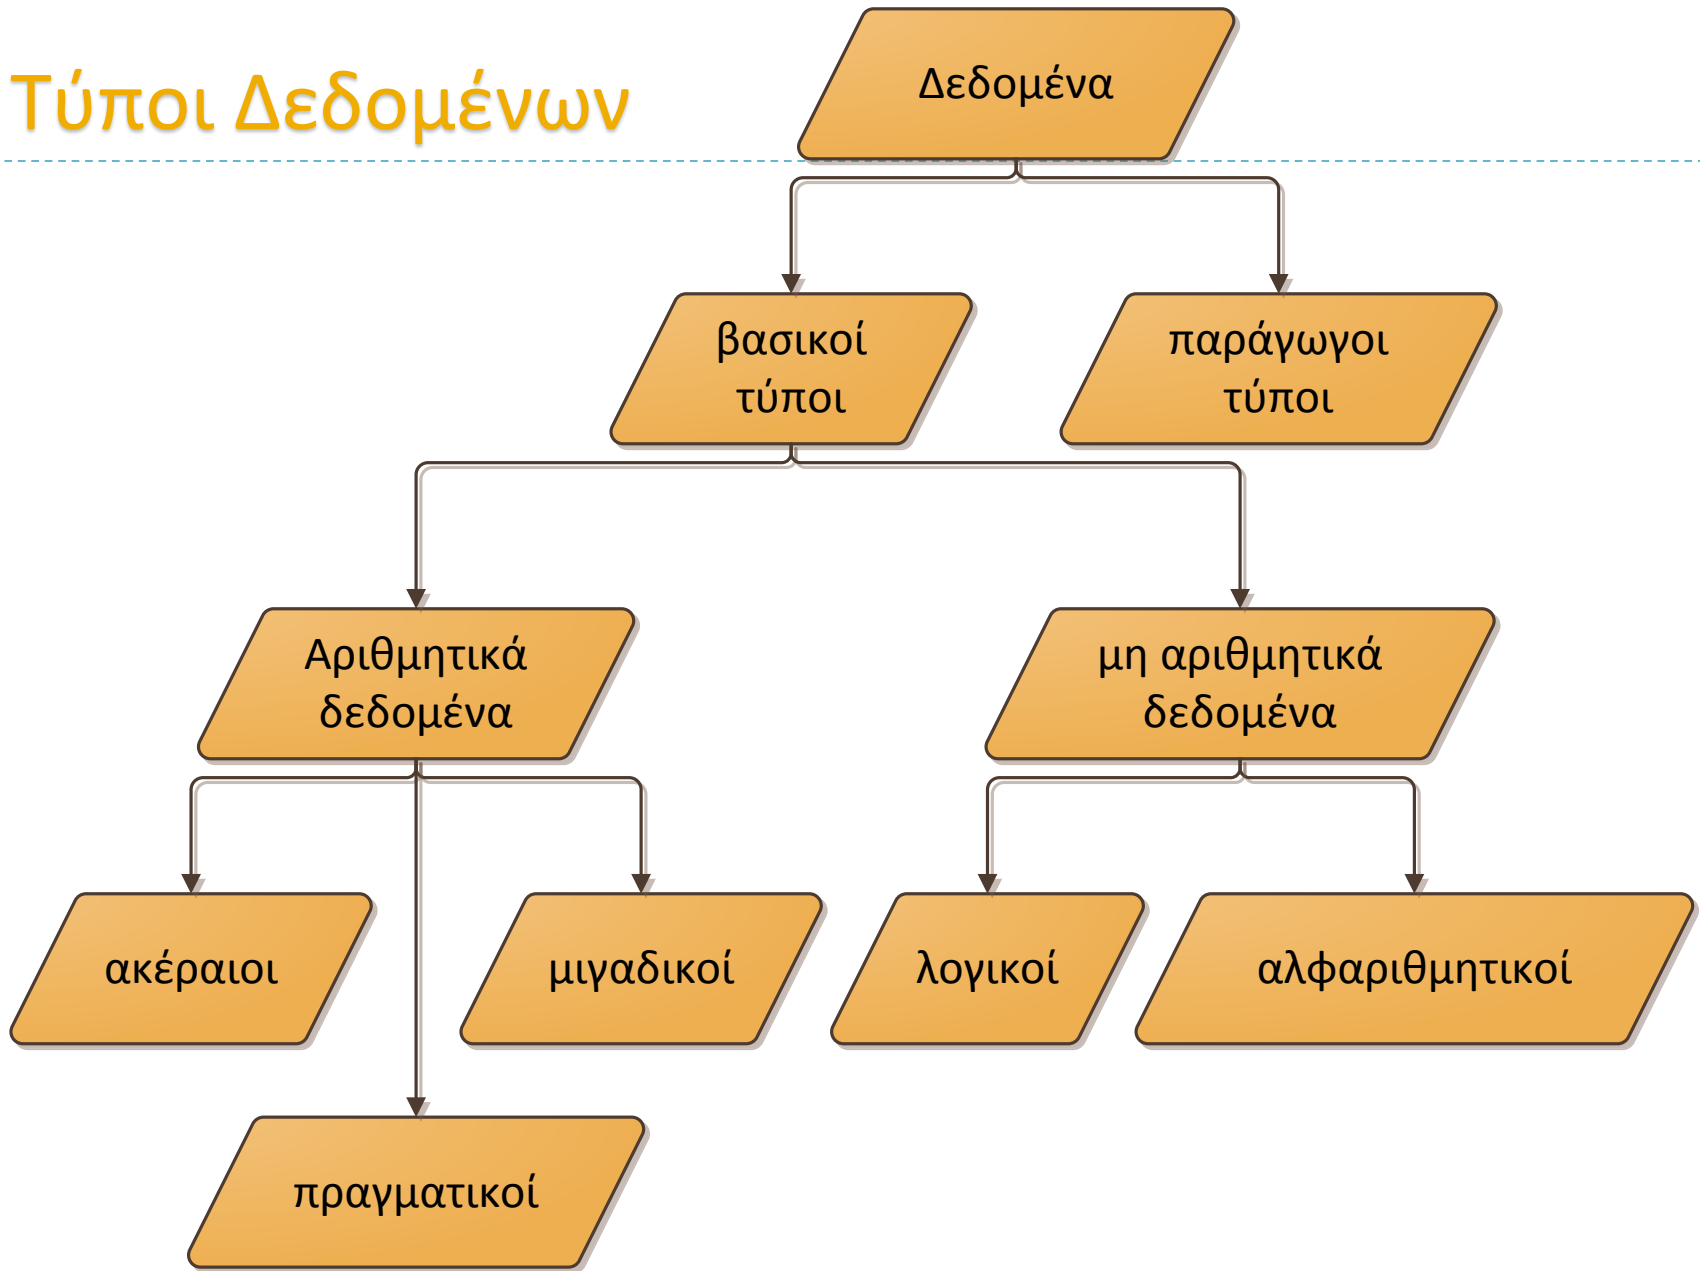 Τύποι Δεδομένων
Δεδομένα
βασικοί
τύποι
παράγωγοι
τύποι
Αριθμητικά
δεδομένα
μη αριθμητικά
δεδομένα
ακέραιοι
μιγαδικοί
λογικοί
αλφαριθμητικοί
πραγματικοί